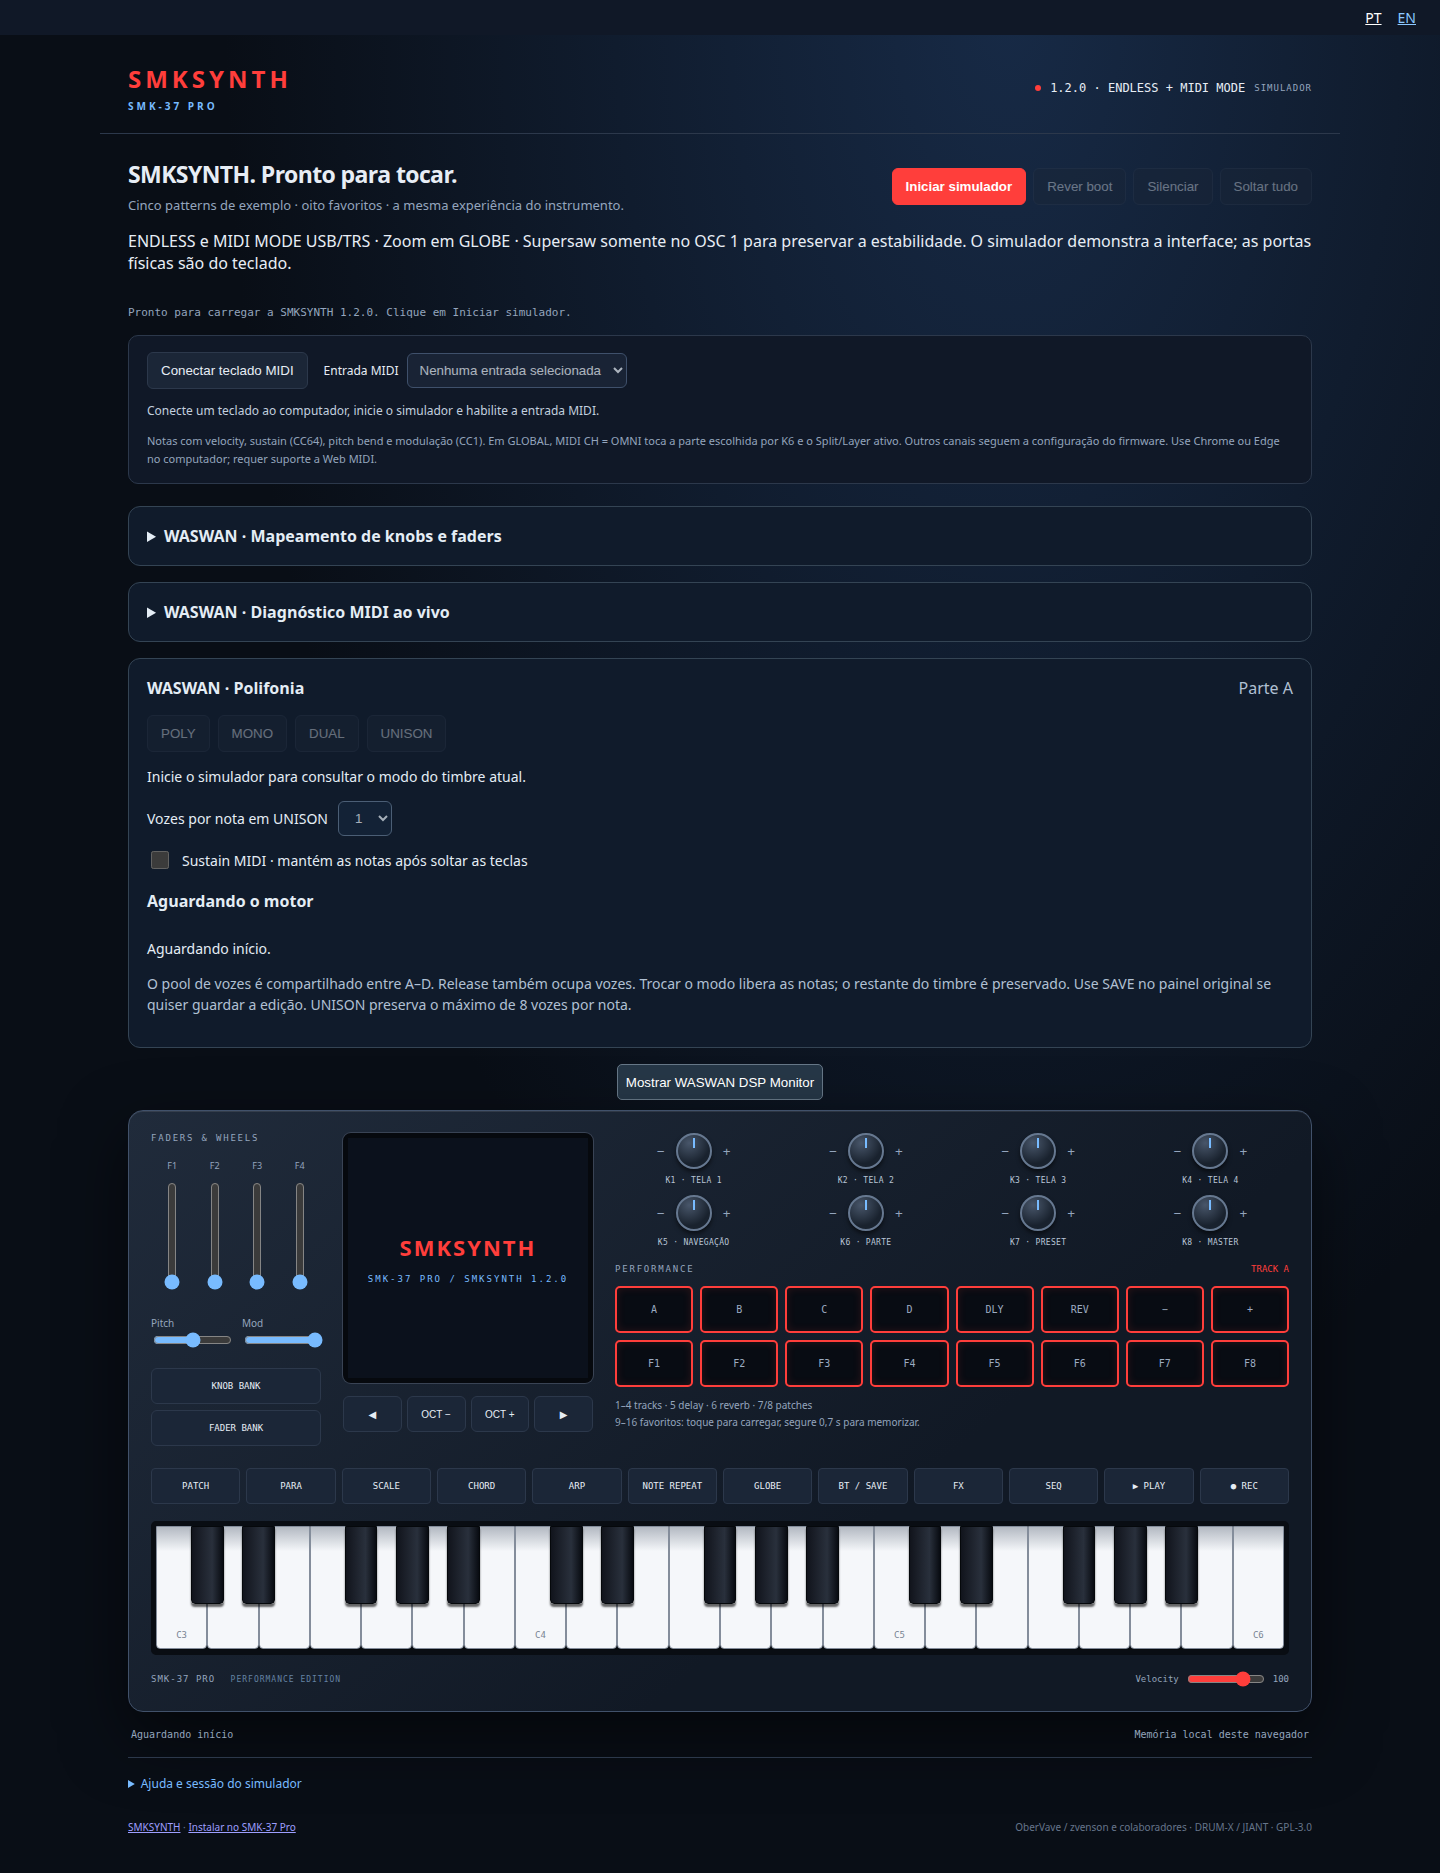 PT EN
SMKSYNTH
SMK-37 PRO
1.2.0 · ENDLESS + MIDI MODE SIMULADOR
SMKSYNTH. Pronto para tocar.
Cinco patterns de exemplo · oito favoritos · a mesma experiência do instrumento.
Iniciar simulador Rever boot Silenciar Soltar tudo
ENDLESS e MIDI MODE USB/TRS · Zoom em GLOBE · Supersaw somente no OSC 1 para preservar a estabilidade. O simulador demonstra a interface; as portas
físicas são do teclado.
Pronto para carregar a SMKSYNTH 1.2.0. Clique em Iniciar simulador.
Conectar teclado MIDI Entrada MIDI Nenhuma entrada selecionada
Conecte um teclado ao computador, inicie o simulador e habilite a entrada MIDI.
Notas com velocity, sustain (CC64), pitch bend e modulação (CC1). Em GLOBAL, MIDI CH = OMNI toca a parte escolhida por K6 e o Split/Layer ativo. Outros canais seguem a configuração do firmware. Use Chrome ou Edge
no computador; requer suporte a Web MIDI.
▶ WASWAN · Mapeamento de knobs e faders
▶ WASWAN · Diagnóstico MIDI ao vivo
WASWAN · Polifonia Parte A
POLY MONO DUAL UNISON
Inicie o simulador para consultar o modo do timbre atual.
Vozes por nota em UNISON 1
Sustain MIDI · mantém as notas após soltar as teclas
Aguardando o motor
Aguardando início.
O pool de vozes é compartilhado entre A–D. Release também ocupa vozes. Trocar o modo libera as notas; o restante do timbre é preservado. Use SAVE no painel original se
quiser guardar a edição. UNISON preserva o máximo de 8 vozes por nota.
Mostrar WASWAN DSP Monitor
FADERS & WHEELS
F1 F2 F3 F4
Pitch Mod
KNOB BANK
FADER BANK
SMKSYNTH
SMK-37 PRO / SMKSYNTH 1.2.0
◀ OCT − OCT + ▶
− + − + − + − +
K1 · TELA 1 K2 · TELA 2 K3 · TELA 3 K4 · TELA 4
− + − + − + − +
K5 · NAVEGAÇÃO K6 · PARTE K7 · PRESET K8 · MASTER
PERFORMANCE TRACK A
A B C D DLY REV − +
F1 F2 F3 F4 F5 F6 F7 F8
1–4 tracks · 5 delay · 6 reverb · 7/8 patches
9–16 favoritos: toque para carregar, segure 0,7 s para memorizar.
PATCH PARA SCALE CHORD ARP NOTE REPEAT GLOBE BT / SAVE FX SEQ ▶ PLAY ● REC
C3 C4 C5 C6
SMK-37 PRO PERFORMANCE EDITION Velocity 100
Aguardando início Memória local deste navegador
▶ Ajuda e sessão do simulador
SMKSYNTH · Instalar no SMK-37 Pro OberVave / zvenson e colaboradores · DRUM-X / JIANT · GPL-3.0